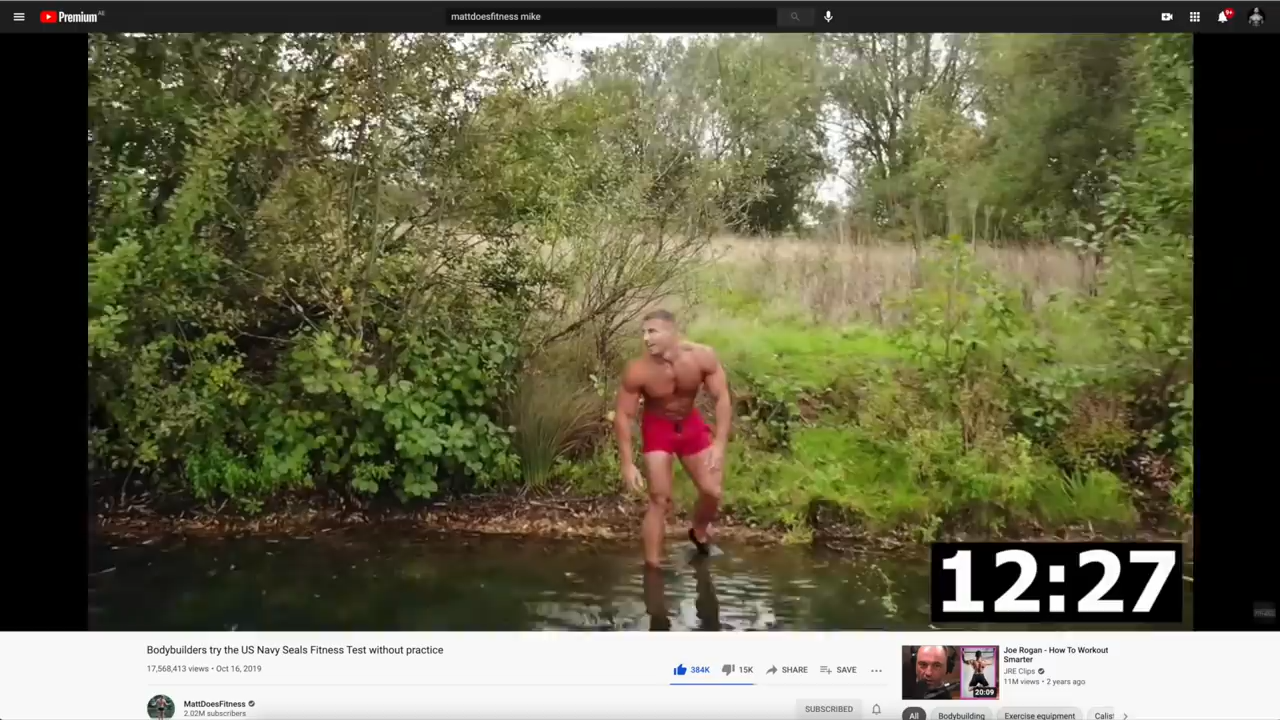 Premium AE
mattdoesfitness mike
9+
12:27
Bodybuilders try the US Navy Seals Fitness Test without practice
17,568,413 views • Oct 16, 2019
384K
15K
SHARE
SAVE
MattDoesFitness
2.02M subscribers
SUBSCRIBED
Joe Rogan - How To Workout
Smarter
JRE Clips
11M views • 2 years ago
20:09
All
Bodybuilding
Exercise equipment
Calist